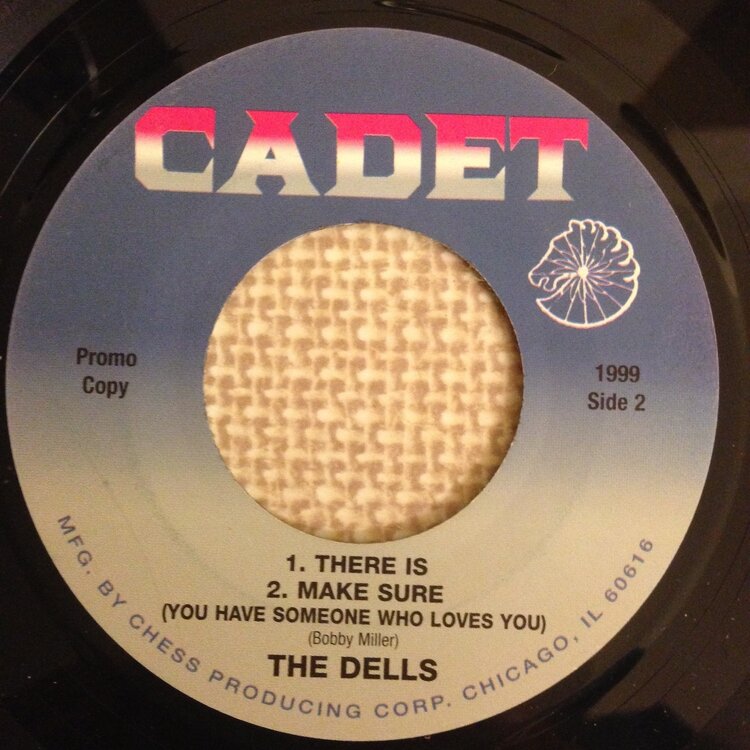 CADET
Promo
Copy
1999
Side 2
1. THERE IS
2. MAKE SURE
(YOU HAVE SOMEONE WHO LOVES YOU)
(Bobby Miller)
THE DELLS
MFG. BY CHESS PRODUCING CORP. CHICAGO, IL 60616